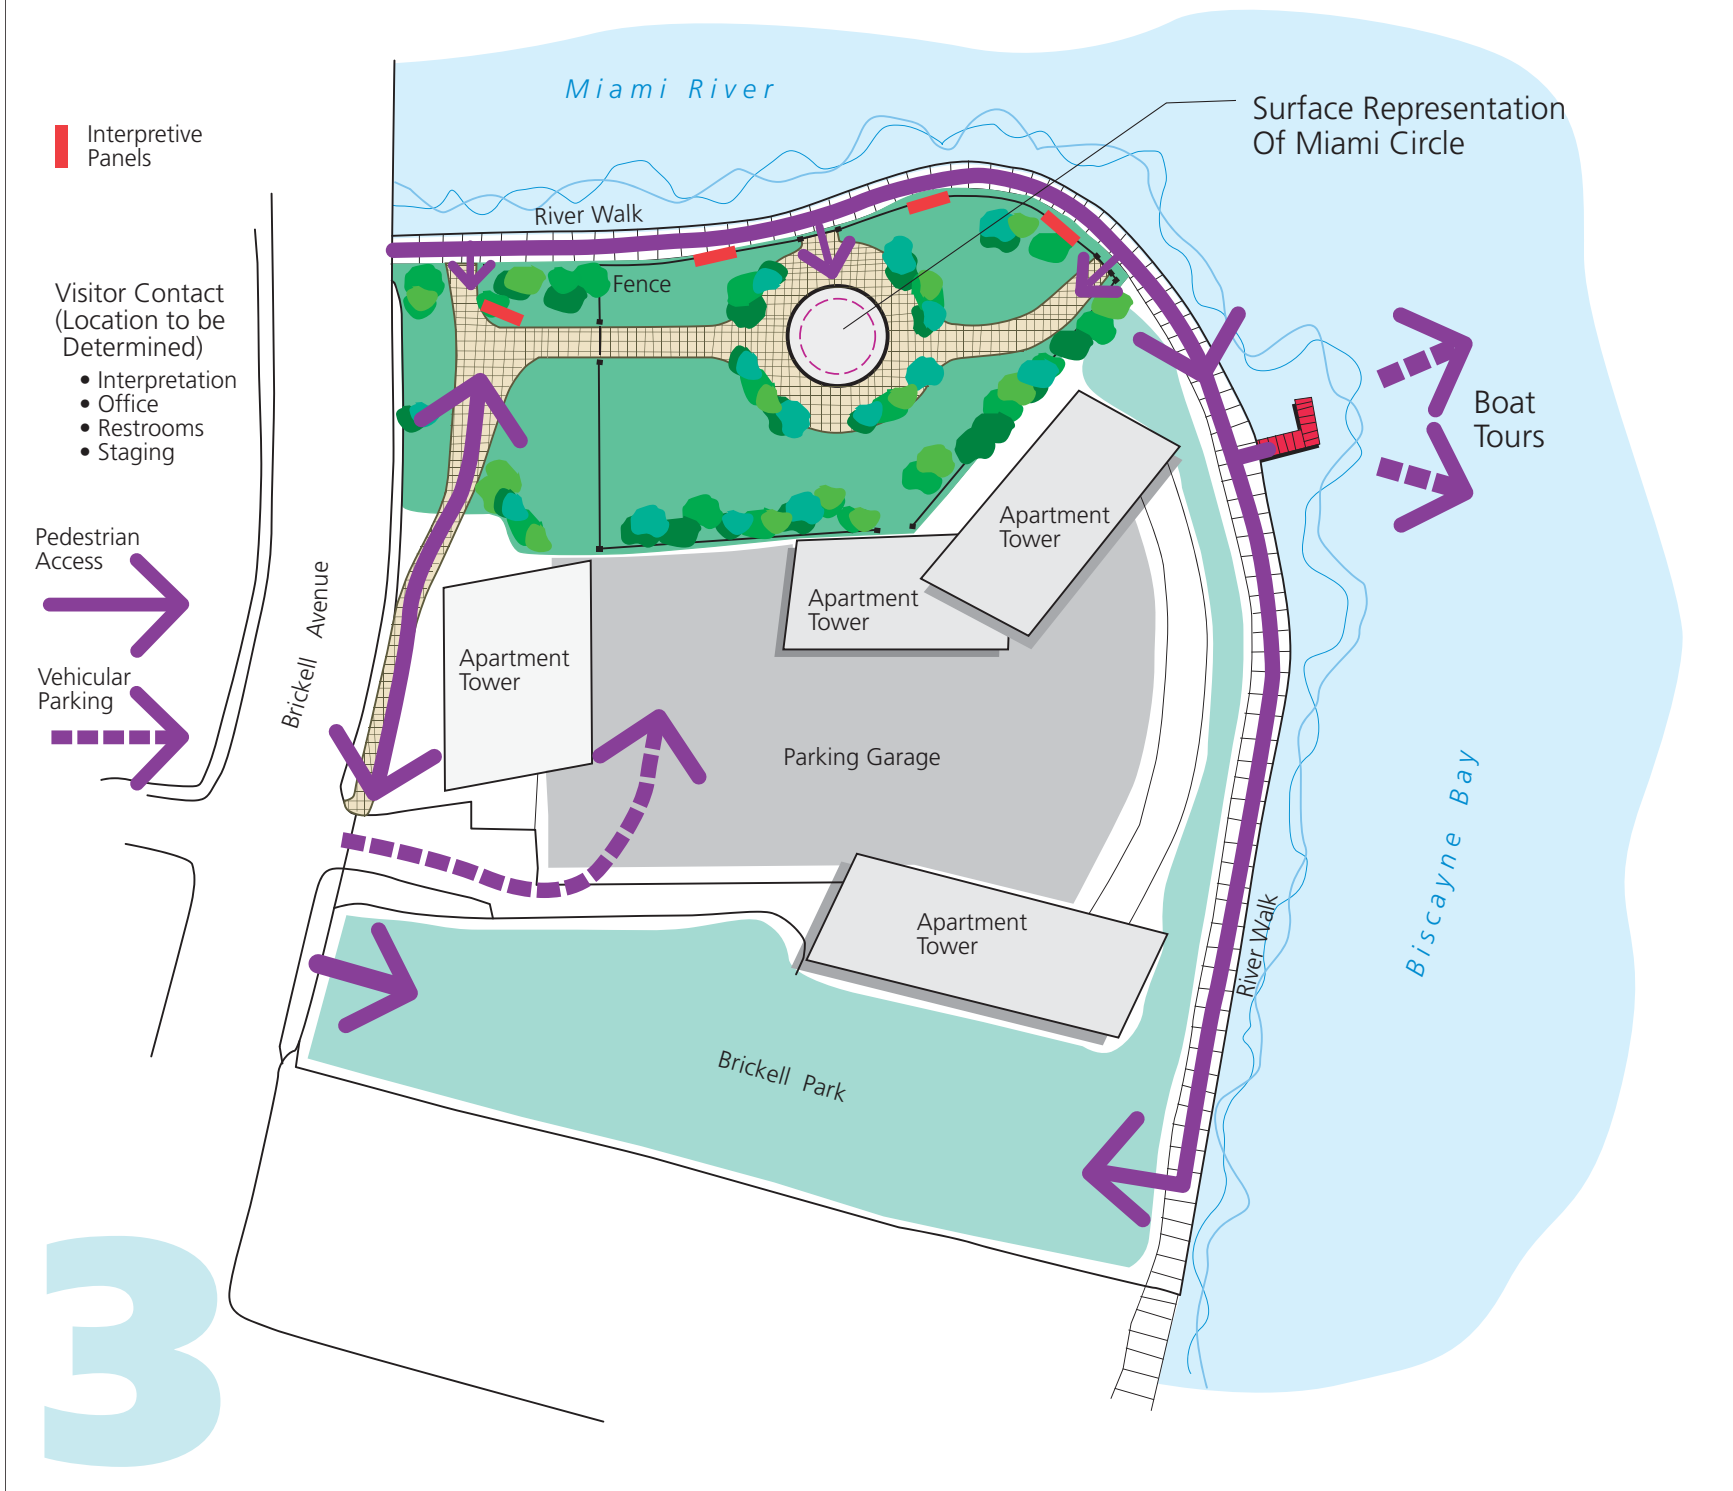 Miami River
Surface Representation
Of Miami Circle
Interpretive
Panels
River Walk
Fence
Visitor Contact
(Location to be
Determined)
• Interpretation
• Office
• Restrooms
• Staging
Boat
Tours
Pedestrian
Access
Vehicular
Parking
Brickell Avenue
Apartment
Tower
Apartment
Tower
Apartment
Tower
Parking Garage
Apartment
Tower
River Walk
Biscayne Bay
Brickell Park
3